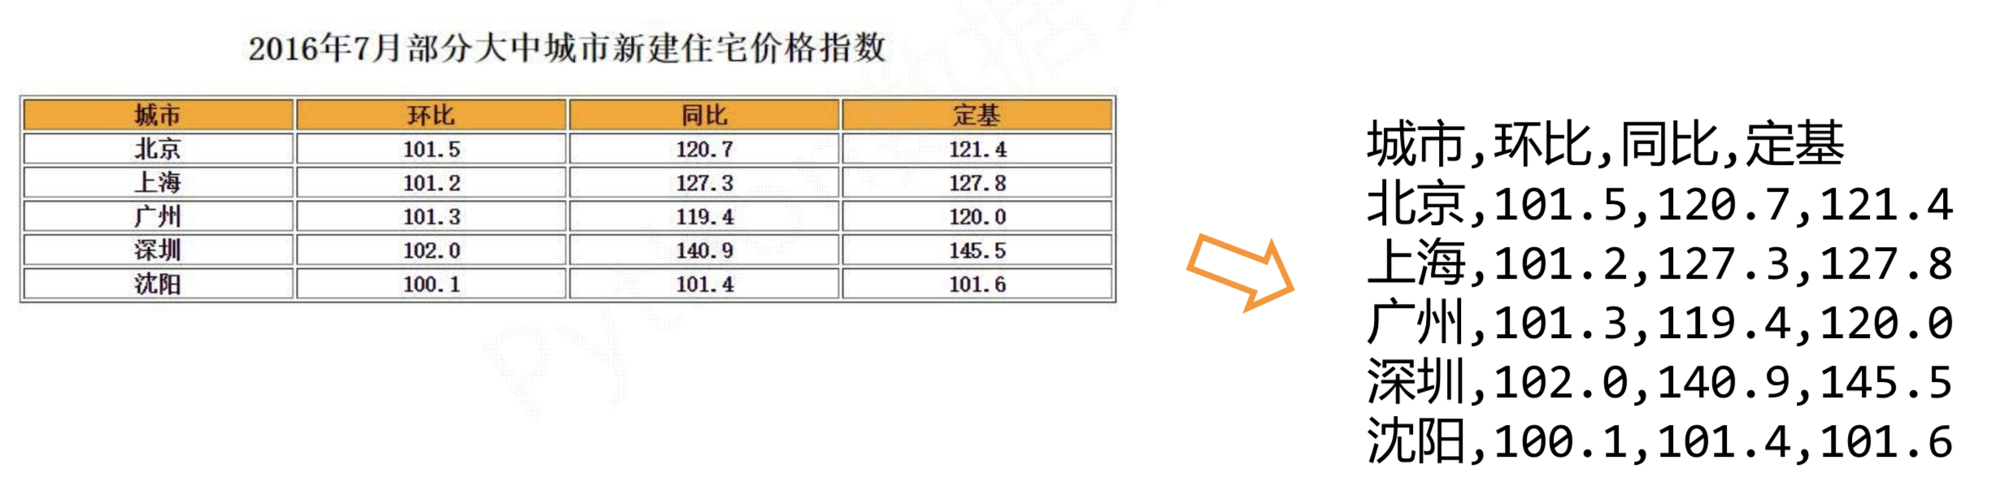 2016年7月部分大中城市新建住宅价格指数
城市 环比 同比 定基
北京 101.5 120.7 121.4
上海 101.2 127.3 127.8
广州 101.3 119.4 120.0
深圳 102.0 140.9 145.5
沈阳 100.1 101.4 101.6
城市,环比,同比,定基
北京,101.5,120.7,121.4
上海,101.2,127.3,127.8
广州,101.3,119.4,120.0
深圳,102.0,140.9,145.5
沈阳,100.1,101.4,101.6